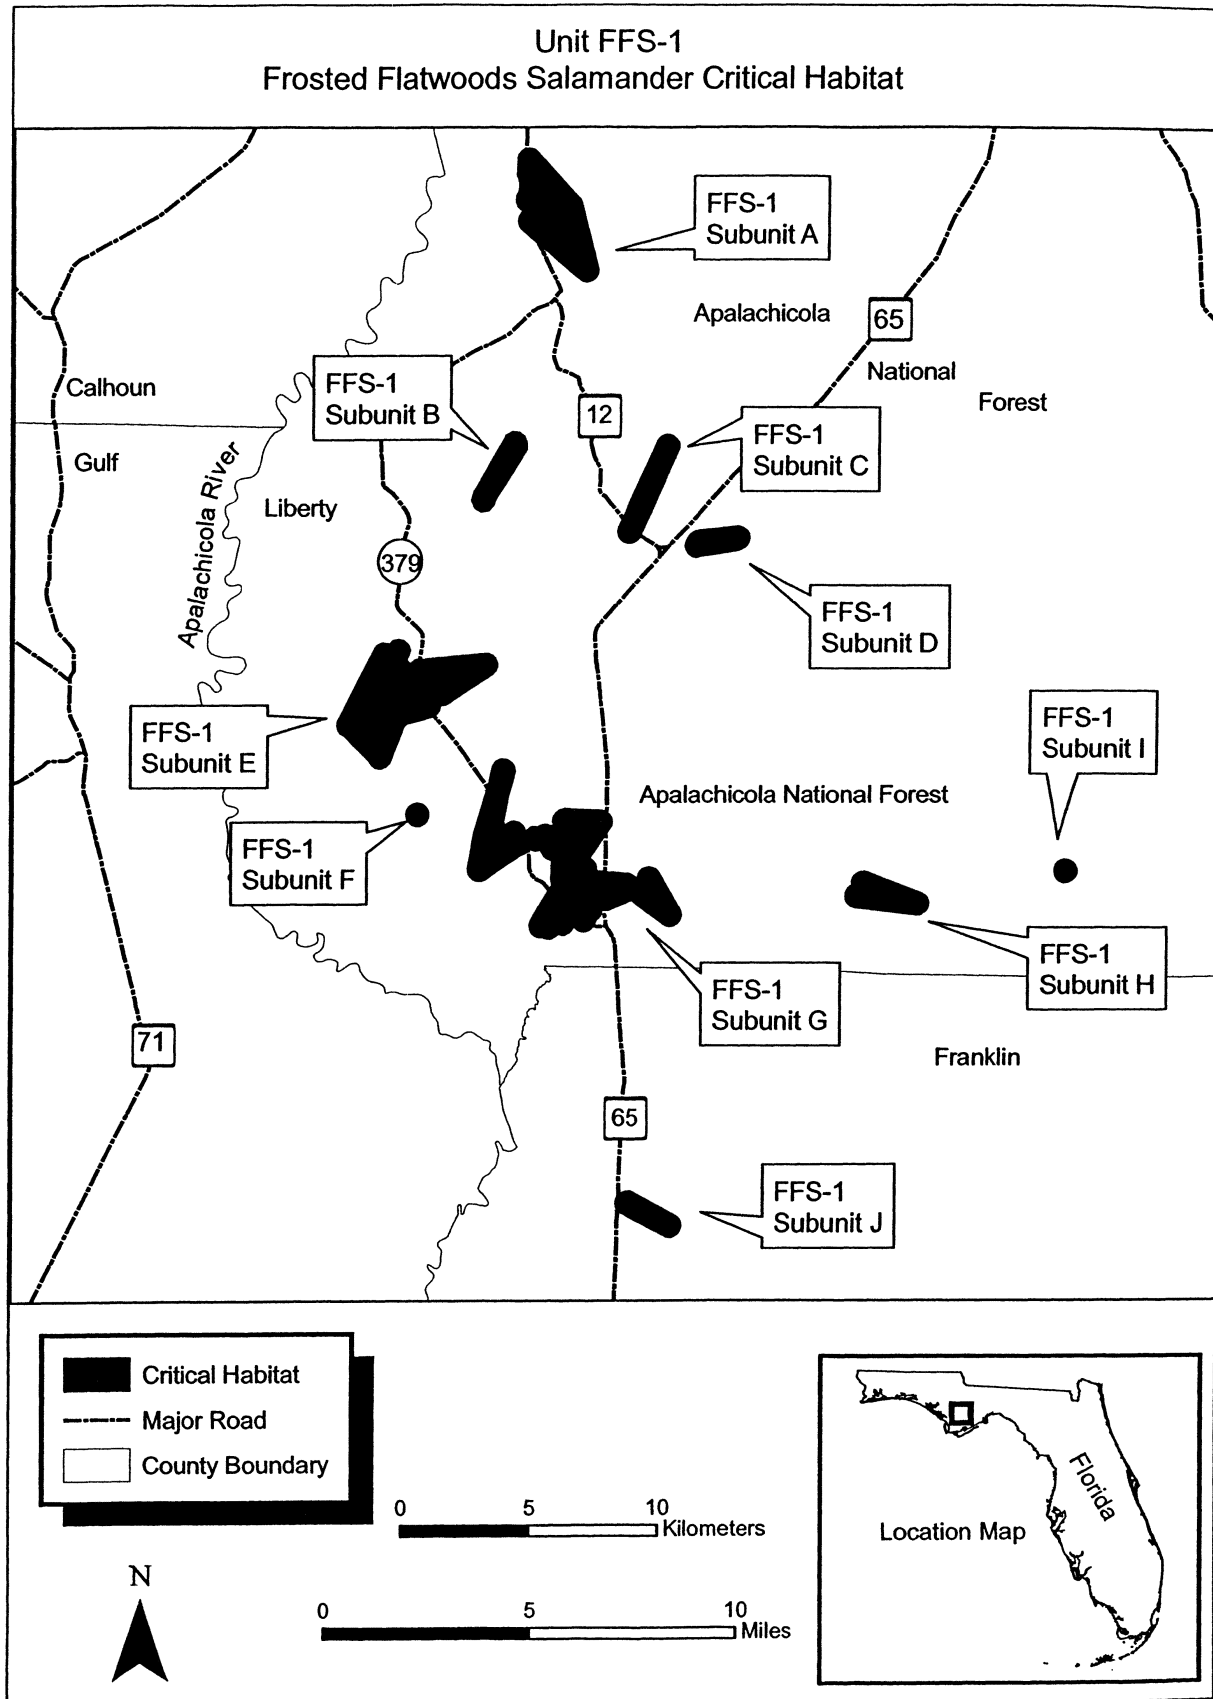 Unit FFS-1
Frosted Flatwoods Salamander Critical Habitat
FFS-1
Subunit A
Apalachicola
65
National
Forest
Calhoun
FFS-1
Subunit B
12
FFS-1
Subunit C
Gulf
Apalachicola River
Liberty
379
FFS-1
Subunit D
FFS-1
Subunit E
FFS-1
Subunit I
Apalachicola National Forest
FFS-1
Subunit F
FFS-1
Subunit H
FFS-1
Subunit G
71
Franklin
65
FFS-1
Subunit J
Critical Habitat
Major Road
County Boundary
0 5 10
Kilometers
N
0 5 10
Miles
Florida
Location Map